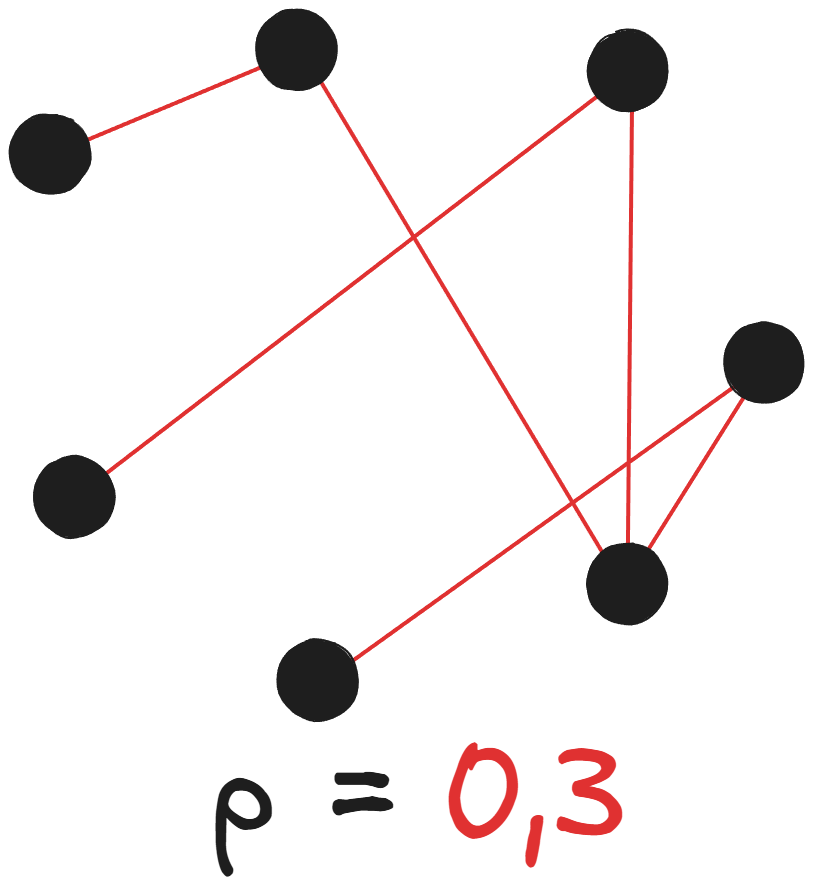 ρ = 0,3